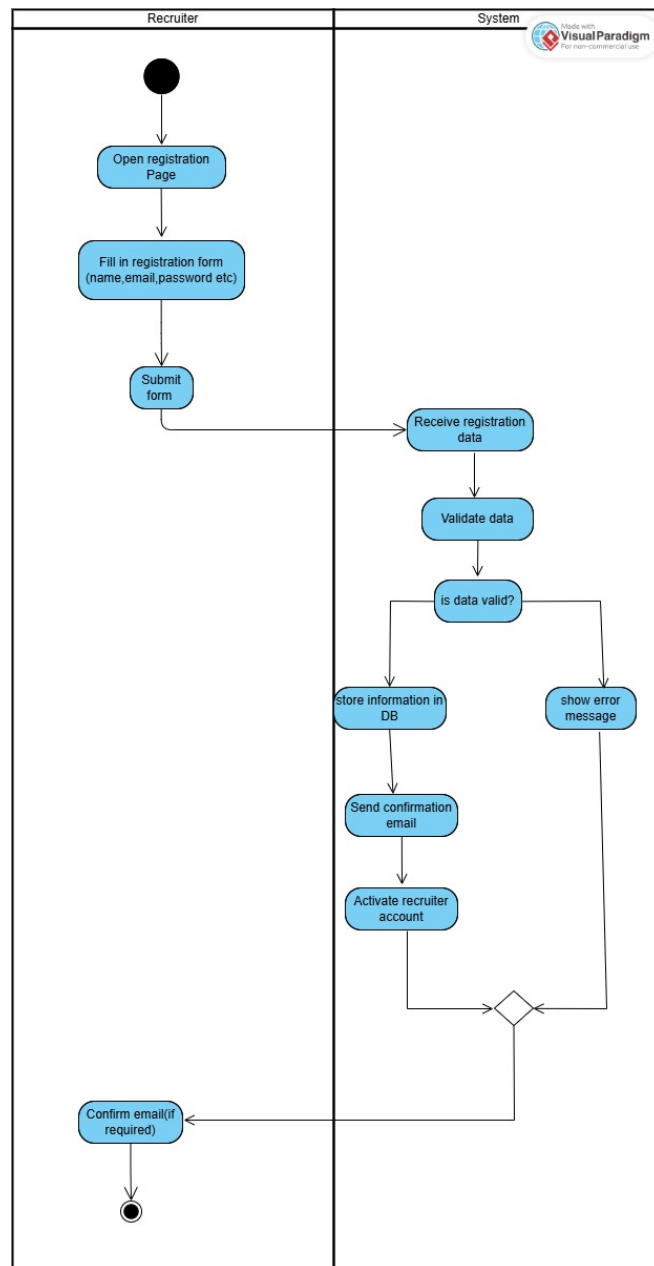 Recruiter
System
Made with
Visual Paradigm
For non-commercial use
Open registration
Page
Fill in registration form
(name,email,password etc)
Submit
form
Receive registration
data
Validate data
is data valid?
store information in
DB
show error
message
Send confirmation
email
Activate recruiter
account
Confirm email(if
required)